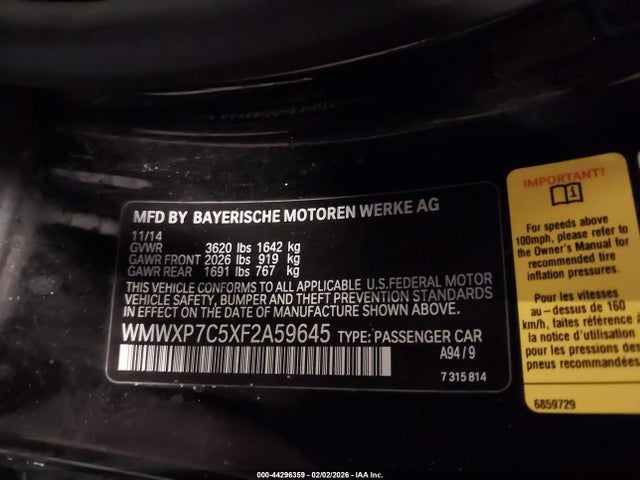 MFD BY BAYERISCHE MOTOREN WERKE AG
11/14
GVWR 3620 lbs 1642 kg
GAWR FRONT 2026 lbs 919 kg
GAWR REAR 1691 lbs 767 kg
THIS VEHICLE CONFORMS TO ALL APPLICABLE U.S.FEDERAL MOTOR
VEHICLE SAFETY, BUMPER AND THEFT PREVENTION STANDARDS
IN EFFECT ON THE DATE OF MANUFACTURE SHOWN ABOVE.
WMWXP7C5XF2A59645 TYPE: PASSENGER CAR
A94/9
7 315 814
IMPORTANT!
For speeds above
100mph, please refer to
the Owner's Manual for
recommended tire
inflation pressures.
Pour les vitesses
au-dessus de 160
km/h, faites référence à
la notice d'utilisation
pour les pressions des
pneus recommandées.
6859729
000-44296359 - 02/02/2026 - IAA Inc.